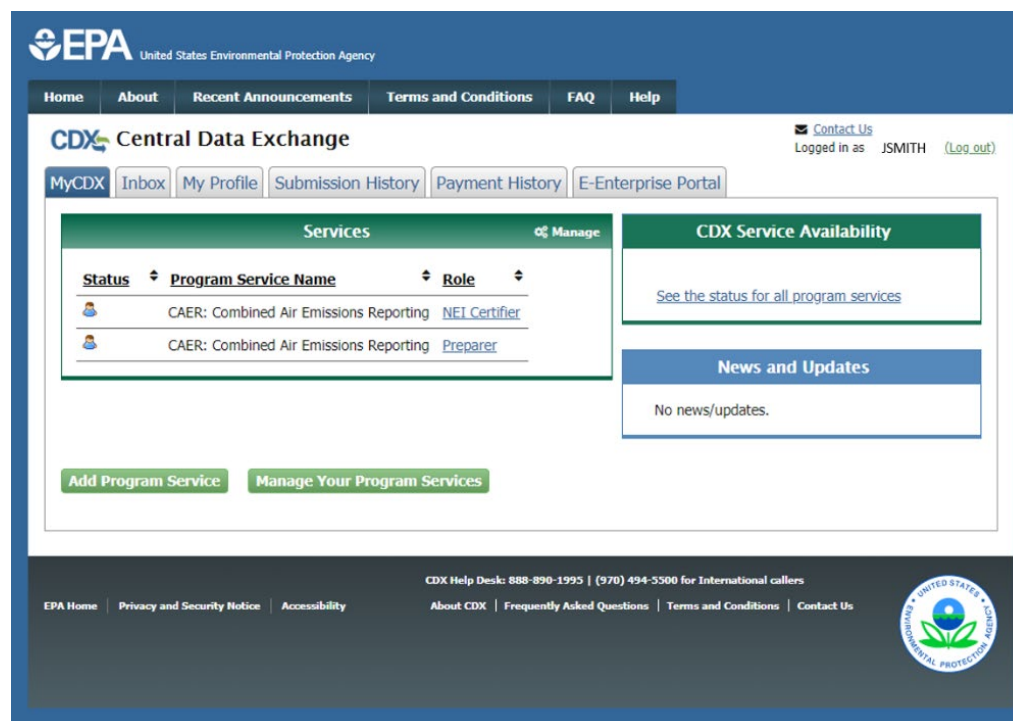 EPA United States Environmental Protection Agency
Home About Recent Announcements Terms and Conditions FAQ Help
CDX Central Data Exchange
Contact Us
Logged in as JSMITH (Log out)
MyCDX Inbox My Profile Submission History Payment History E-Enterprise Portal
Services Manage
Status Program Service Name Role
CAER: Combined Air Emissions Reporting NEI Certifier
CAER: Combined Air Emissions Reporting Preparer
CDX Service Availability
See the status for all program services
News and Updates
No news/updates.
Add Program Service Manage Your Program Services
CDX Help Desk: 888-890-1995 | (970) 494-5500 for International callers
EPA Home Privacy and Security Notice Accessibility
About CDX | Frequently Asked Questions | Terms and Conditions | Contact Us
UNITED STATES ENVIRONMENTAL PROTECTION AGENCY